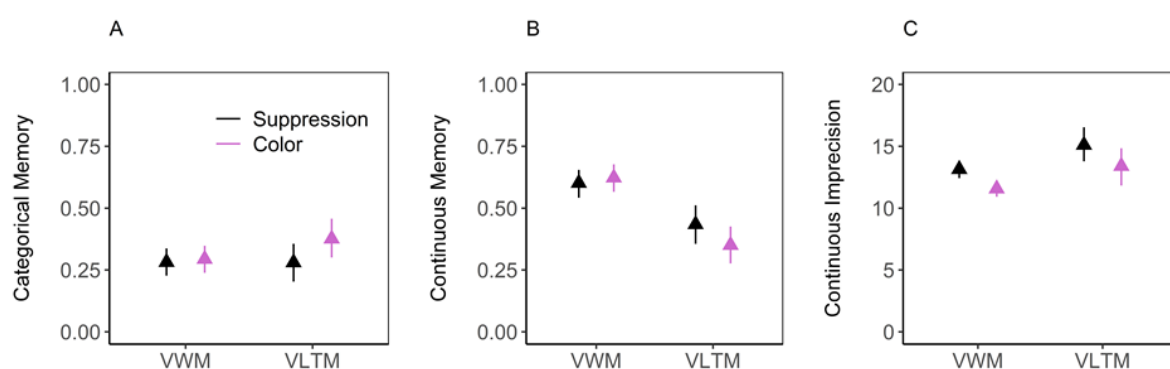 A
Categorical Memory
1.00
0.75
0.50
0.25
0.00
Suppression
Color
VWM
VLTM
B
Continuous Memory
1.00
0.75
0.50
0.25
0.00
VWM
VLTM
C
Continuous Imprecision
20
15
10
5
0
VWM
VLTM